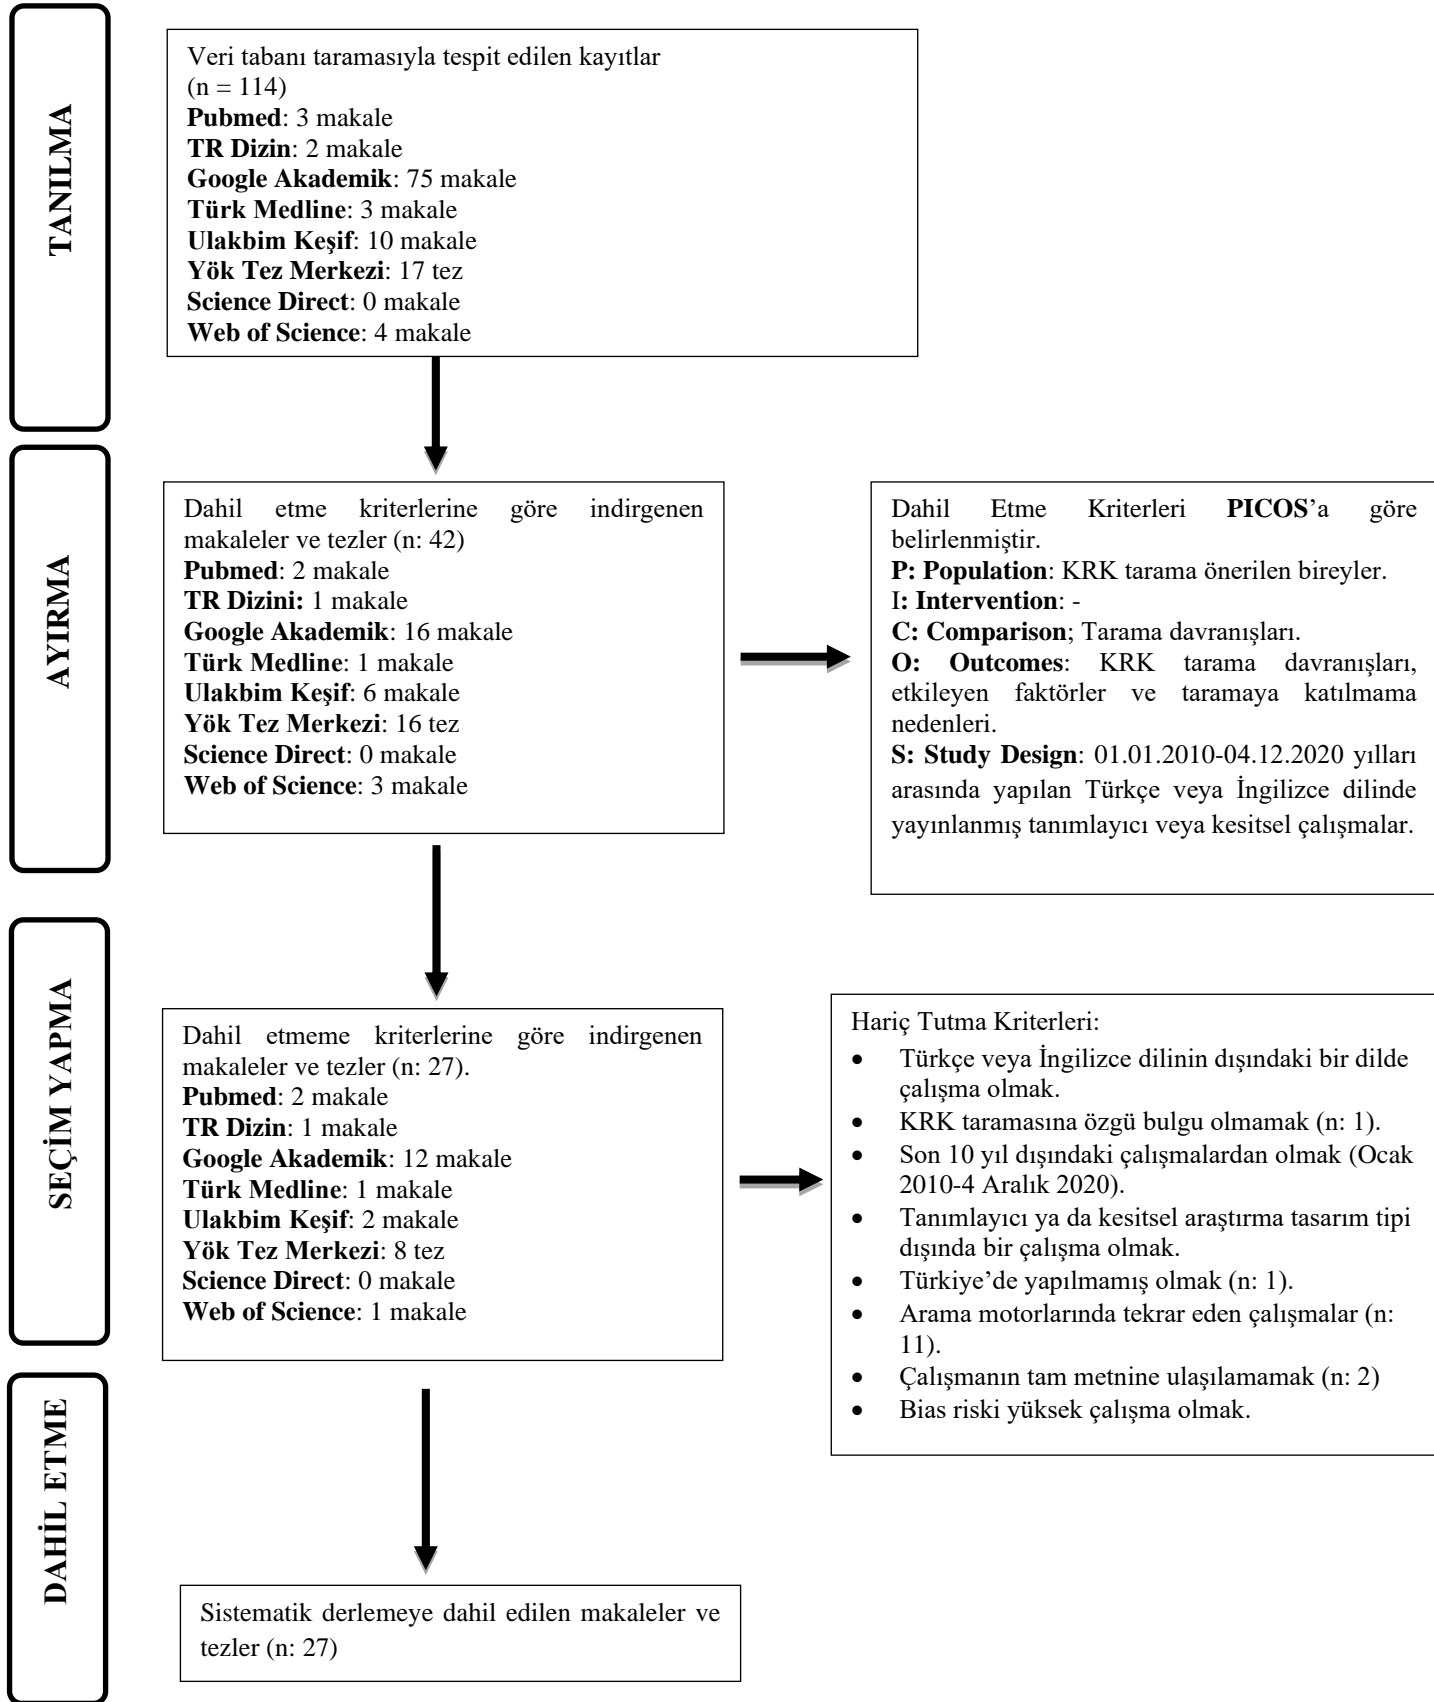 TANILMA
Veri tabanı taramasıyla tespit edilen kayıtlar
(n = 114)
Pubmed: 3 makale
TR Dizin: 2 makale
Google Akademik: 75 makale
Türk Medline: 3 makale
Ulakbim Keşif: 10 makale
Yök Tez Merkezi: 17 tez
Science Direct: 0 makale
Web of Science: 4 makale
AYIRMA
Dahil etme kriterlerine göre indirgenen
makaleler ve tezler (n: 42)
Pubmed: 2 makale
TR Dizini: 1 makale
Google Akademik: 16 makale
Türk Medline: 1 makale
Ulakbim Keşif: 6 makale
Yök Tez Merkezi: 16 tez
Science Direct: 0 makale
Web of Science: 3 makale
Dahil Etme Kriterleri PICOS’a göre
belirlenmiştir.
P: Population: KRK tarama önerilen bireyler.
I: Intervention: -
C: Comparison; Tarama davranışları.
O: Outcomes: KRK tarama davranışları,
etkileyen faktörler ve taramaya katılmama
nedenleri.
S: Study Design: 01.01.2010-04.12.2020 yılları
arasında yapılan Türkçe veya İngilizce dilinde
yayınlanmış tanımlayıcı veya kesitsel çalışmalar.
SEÇİM YAPMA
Dahil etmeme kriterlerine göre indirgenen
makaleler ve tezler (n: 27).
Pubmed: 2 makale
TR Dizin: 1 makale
Google Akademik: 12 makale
Türk Medline: 1 makale
Ulakbim Keşif: 2 makale
Yök Tez Merkezi: 8 tez
Science Direct: 0 makale
Web of Science: 1 makale
Hariç Tutma Kriterleri:
• Türkçe veya İngilizce dilinin dışındaki bir dilde
çalışma olmak.
• KRK taramasına özgü bulgu olmamak (n: 1).
• Son 10 yıl dışındaki çalışmalardan olmak (Ocak
2010-4 Aralık 2020).
• Tanımlayıcı ya da kesitsel araştırma tasarım tipi
dışında bir çalışma olmak.
• Türkiye’de yapılmamış olmak (n: 1).
• Arama motorlarında tekrar eden çalışmalar (n:
11).
• Çalışmanın tam metnine ulaşılamamak (n: 2)
• Bias riski yüksek çalışma olmak.
DAHİL ETME
Sistematik derlemeye dahil edilen makaleler ve
tezler (n: 27)